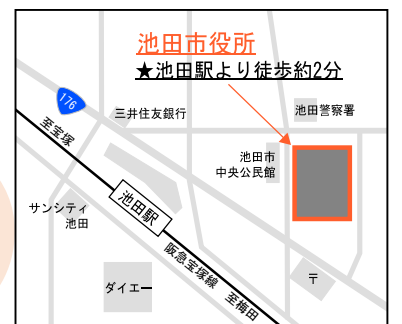 池田市役所
★池田駅より徒歩約2分
176
至宝塚
三井住友銀行
池田警察署
池田市
中央公民館
池田駅
サンシティ
池田
阪急宝塚線
至梅田
ダイエー
〒